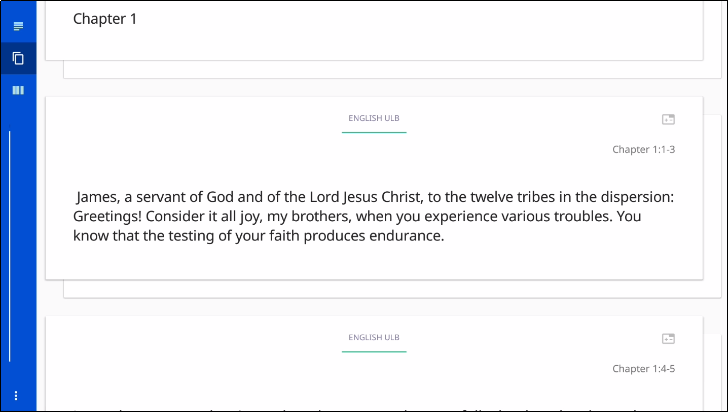 Chapter 1
ENGLISH ULB
Chapter 1:1-3
James, a servant of God and of the Lord Jesus Christ, to the twelve tribes in the dispersion:
Greetings! Consider it all joy, my brothers, when you experience various troubles. You
know that the testing of your faith produces endurance.
ENGLISH ULB
Chapter 1:4-5